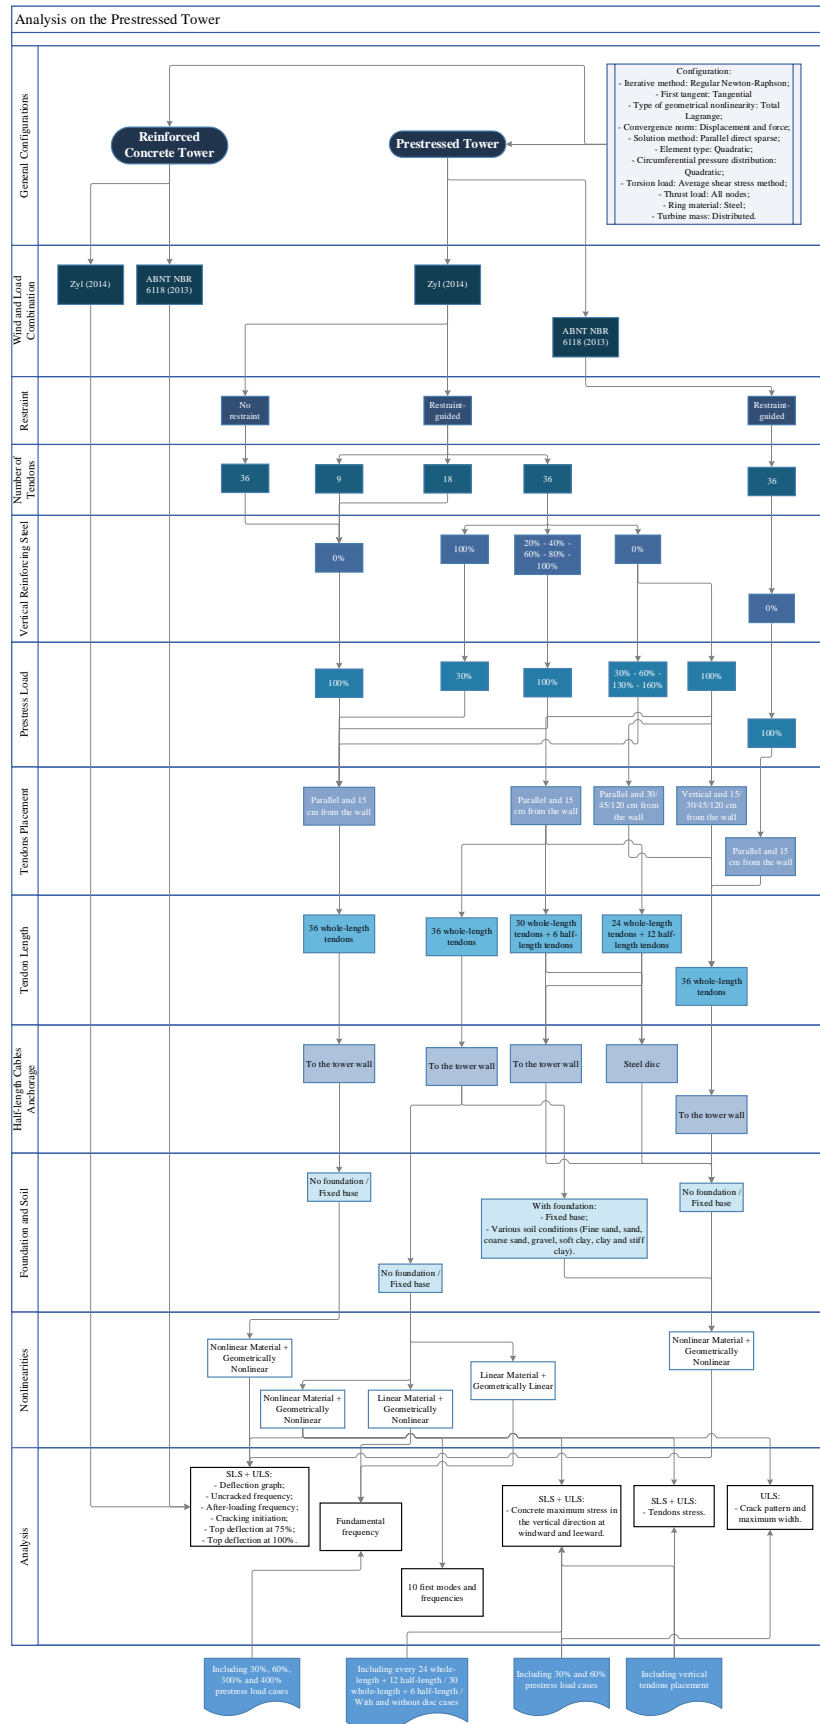 Analysis on the Prestressed Tower
General Configurations
Configuration:
- Iterative method: Regular Newton-Raphson;
- First tangent: Tangential
- Type of geometrical nonlinearity: Total
Lagrange;
- Convergence norm: Displacement and force;
- Solution method: Parallel direct sparse;
- Element type: Quadratic;
- Circumferential pressure distribution:
Quadratic;
- Torsion load: Average shear stress method;
- Thrust load: All nodes;
- Ring material: Steel;
- Turbine mass: Distributed.
Reinforced
Concrete Tower
Prestressed Tower
Wind and Load
Combination
Zyl (2014)
ABNT NBR
6118 (2013)
Zyl (2014)
ABNT NBR
6118 (2013)
Restraint
No
restraint
Restraint-
guided
Restraint-
guided
Number of
Tendons
36
9
18
36
36
Vertical Reinforcing Steel
0%
100%
20% - 40% -
60% - 80% -
100%
0%
0%
Prestress Load
100%
30%
100%
30% - 60% -
130% - 160%
100%
100%
Tendons Placement
Parallel and 15
cm from the wall
Parallel and 15
cm from the wall
Parallel and 30/
45/120 cm from
the wall
Vertical and 15/
30/45/120 cm
from the wall
Parallel and 15
cm from the wall
Tendon Length
36 whole-length
tendons
36 whole-length
tendons
30 whole-length
tendons + 6 half-
length tendons
24 whole-length
tendons + 12 half-
length tendons
36 whole-length
tendons
Half-length Cables
Anchorage
To the tower wall
To the tower wall
To the tower wall
Steel disc
To the tower wall
Foundation and Soil
No foundation /
Fixed base
With foundation:
- Fixed base;
- Various soil conditions (Fine sand, sand,
coarse sand, gravel, soft clay, clay and stiff
clay).
No foundation /
Fixed base
No foundation /
Fixed base
Nonlinearities
Nonlinear Material +
Geometrically
Nonlinear
Nonlinear Material +
Geometrically
Nonlinear
Linear Material +
Geometrically
Nonlinear
Linear Material +
Geometrically Linear
Nonlinear Material +
Geometrically
Nonlinear
Analysis
SLS + ULS:
- Deflection graph;
- Uncracked frequency;
- After-loading frequency;
- Cracking initiation;
- Top deflection at 75%;
- Top deflection at 100%.
Fundamental
frequency
10 first modes and
frequencies
SLS + ULS:
- Concrete maximum stress in
the vertical direction at
windward and leeward.
SLS + ULS:
- Tendons stress.
ULS:
- Crack pattern and
maximum width.
Including 30%, 60%,
300% and 400%
prestress load cases
Including every 24 whole-
length + 12 half-length / 30
whole-length + 6 half-length /
With and without disc cases
Including 30% and 60%
prestress load cases
Including vertical
tendons placement